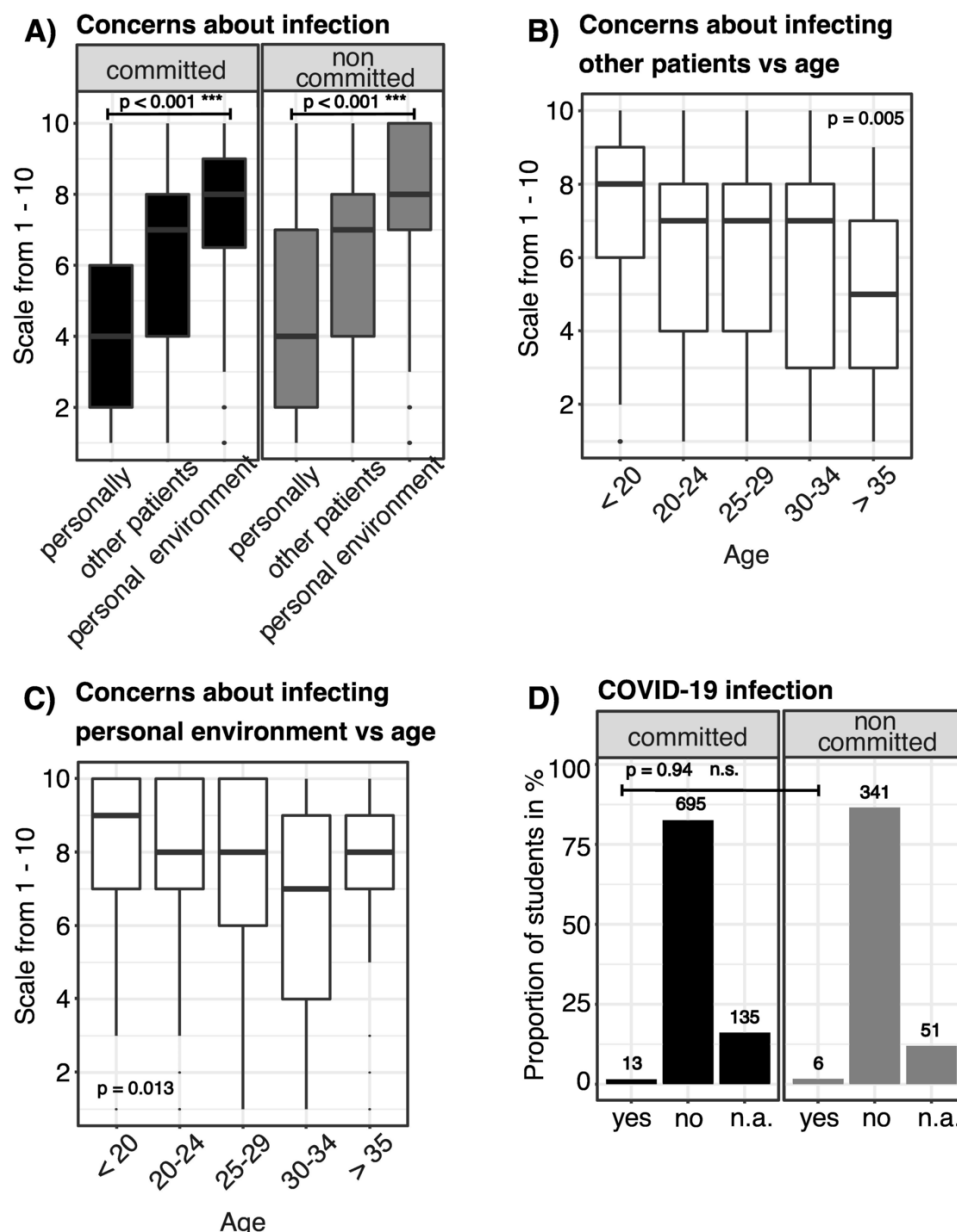 A) Concerns about infection
committed
non
committed
p < 0.001 ***
p < 0.001 ***
Scale from 1 - 10
10
8
6
4
2
personally
other patients
personal environment
personally
other patients
personal environment
B) Concerns about infecting
other patients vs age
p = 0.005
Scale from 1 - 10
10
8
6
4
2
< 20
20-24
25-29
30-34
> 35
Age
C) Concerns about infecting
personal environment vs age
Scale from 1 - 10
10
8
6
4
2
p = 0.013
< 20
20-24
25-29
30-34
> 35
Age
D) COVID-19 infection
committed
non
committed
p = 0.94 n.s.
Proportion of students in %
100
75
50
25
0
13
695
135
6
341
51
yes no n.a.
yes no n.a.